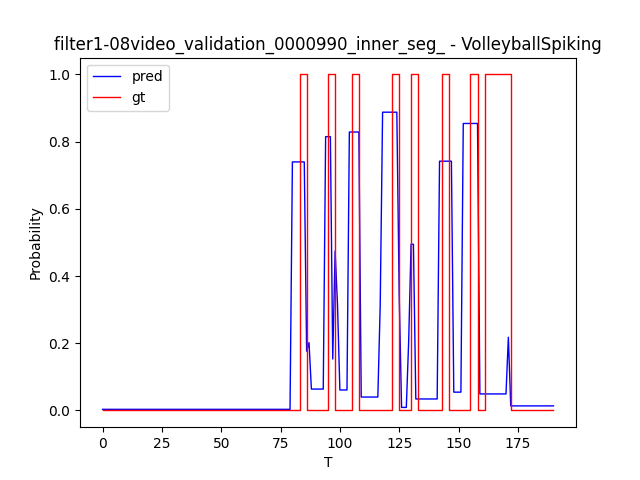 filter1-08video_validation_0000990_inner_seg_ - VolleyballSpiking
pred
gt
1.0
0.8
0.6
0.4
0.2
0.0
Probability
0 25 50 75 100 125 150 175
T